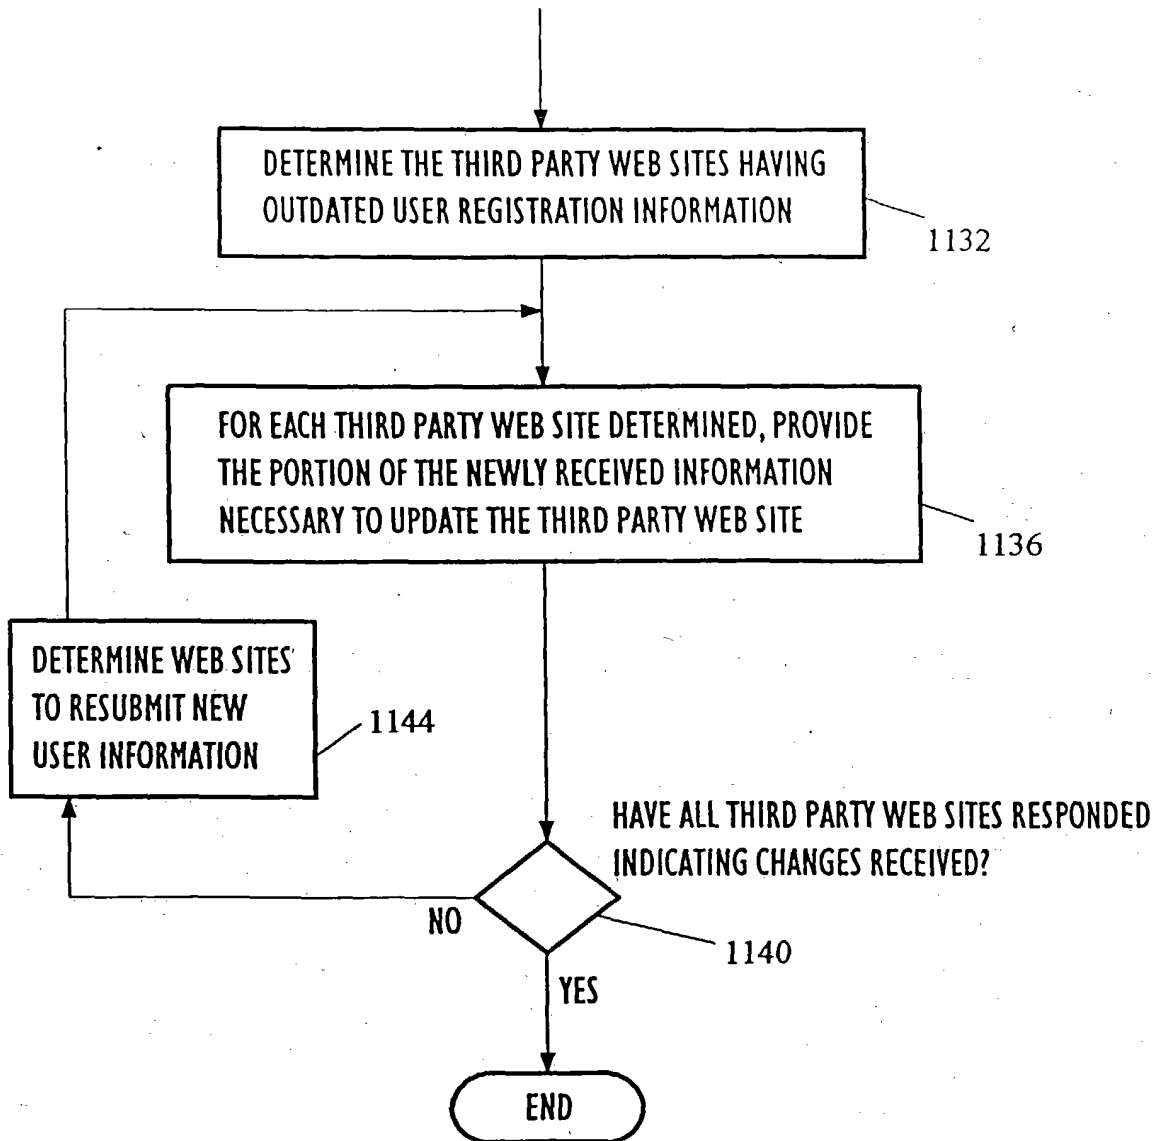 DETERMINE THE THIRD PARTY WEB SITES HAVING
OUTDATED USER REGISTRATION INFORMATION
1132
FOR EACH THIRD PARTY WEB SITE DETERMINED, PROVIDE
THE PORTION OF THE NEWLY RECEIVED INFORMATION
NECESSARY TO UPDATE THE THIRD PARTY WEB SITE
1136
DETERMINE WEB SITES
TO RESUBMIT NEW
USER INFORMATION
1144
HAVE ALL THIRD PARTY WEB SITES RESPONDED
INDICATING CHANGES RECEIVED?
NO
1140
YES
END